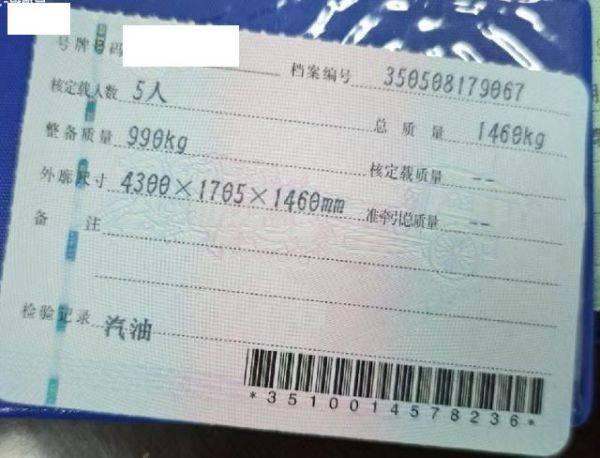 号牌号码
档案编号 350508179067
核定载人数 5人
总质量 1460kg
整备质量 990kg
核定载质量 --
外廓尺寸 4300×1705×1460mm
准牵引总质量 --
备注
检验记录 汽油
*3510014578236*